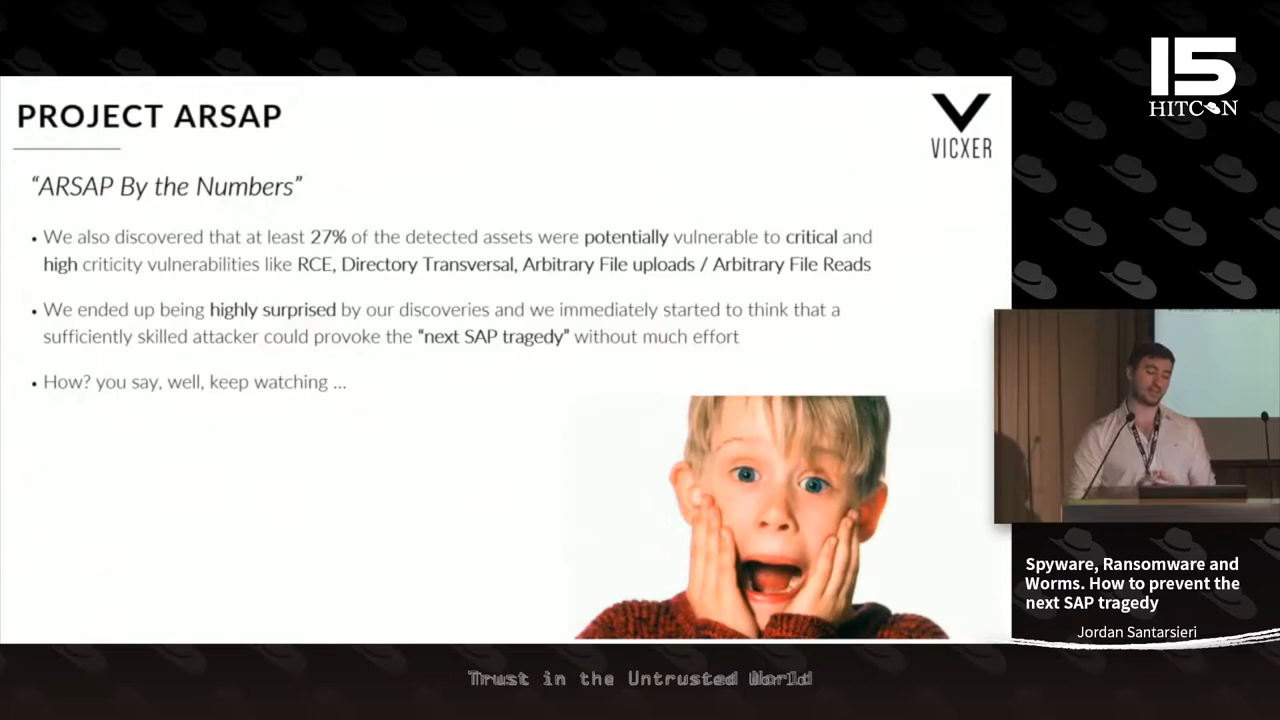 PROJECT ARSAP
VICXER
“ARSAP By the Numbers”
• We also discovered that at least 27% of the detected assets were potentially vulnerable to critical and
high criticity vulnerabilities like RCE, Directory Transversal, Arbitrary File uploads / Arbitrary File Reads
• We ended up being highly surprised by our discoveries and we immediately started to think that a
sufficiently skilled attacker could provoke the “next SAP tragedy” without much effort
• How? you say, well, keep watching ...
15
HITCON
Spyware, Ransomware and
Worms. How to prevent the
next SAP tragedy
Jordan Santarsieri
Trust in the Untrusted World